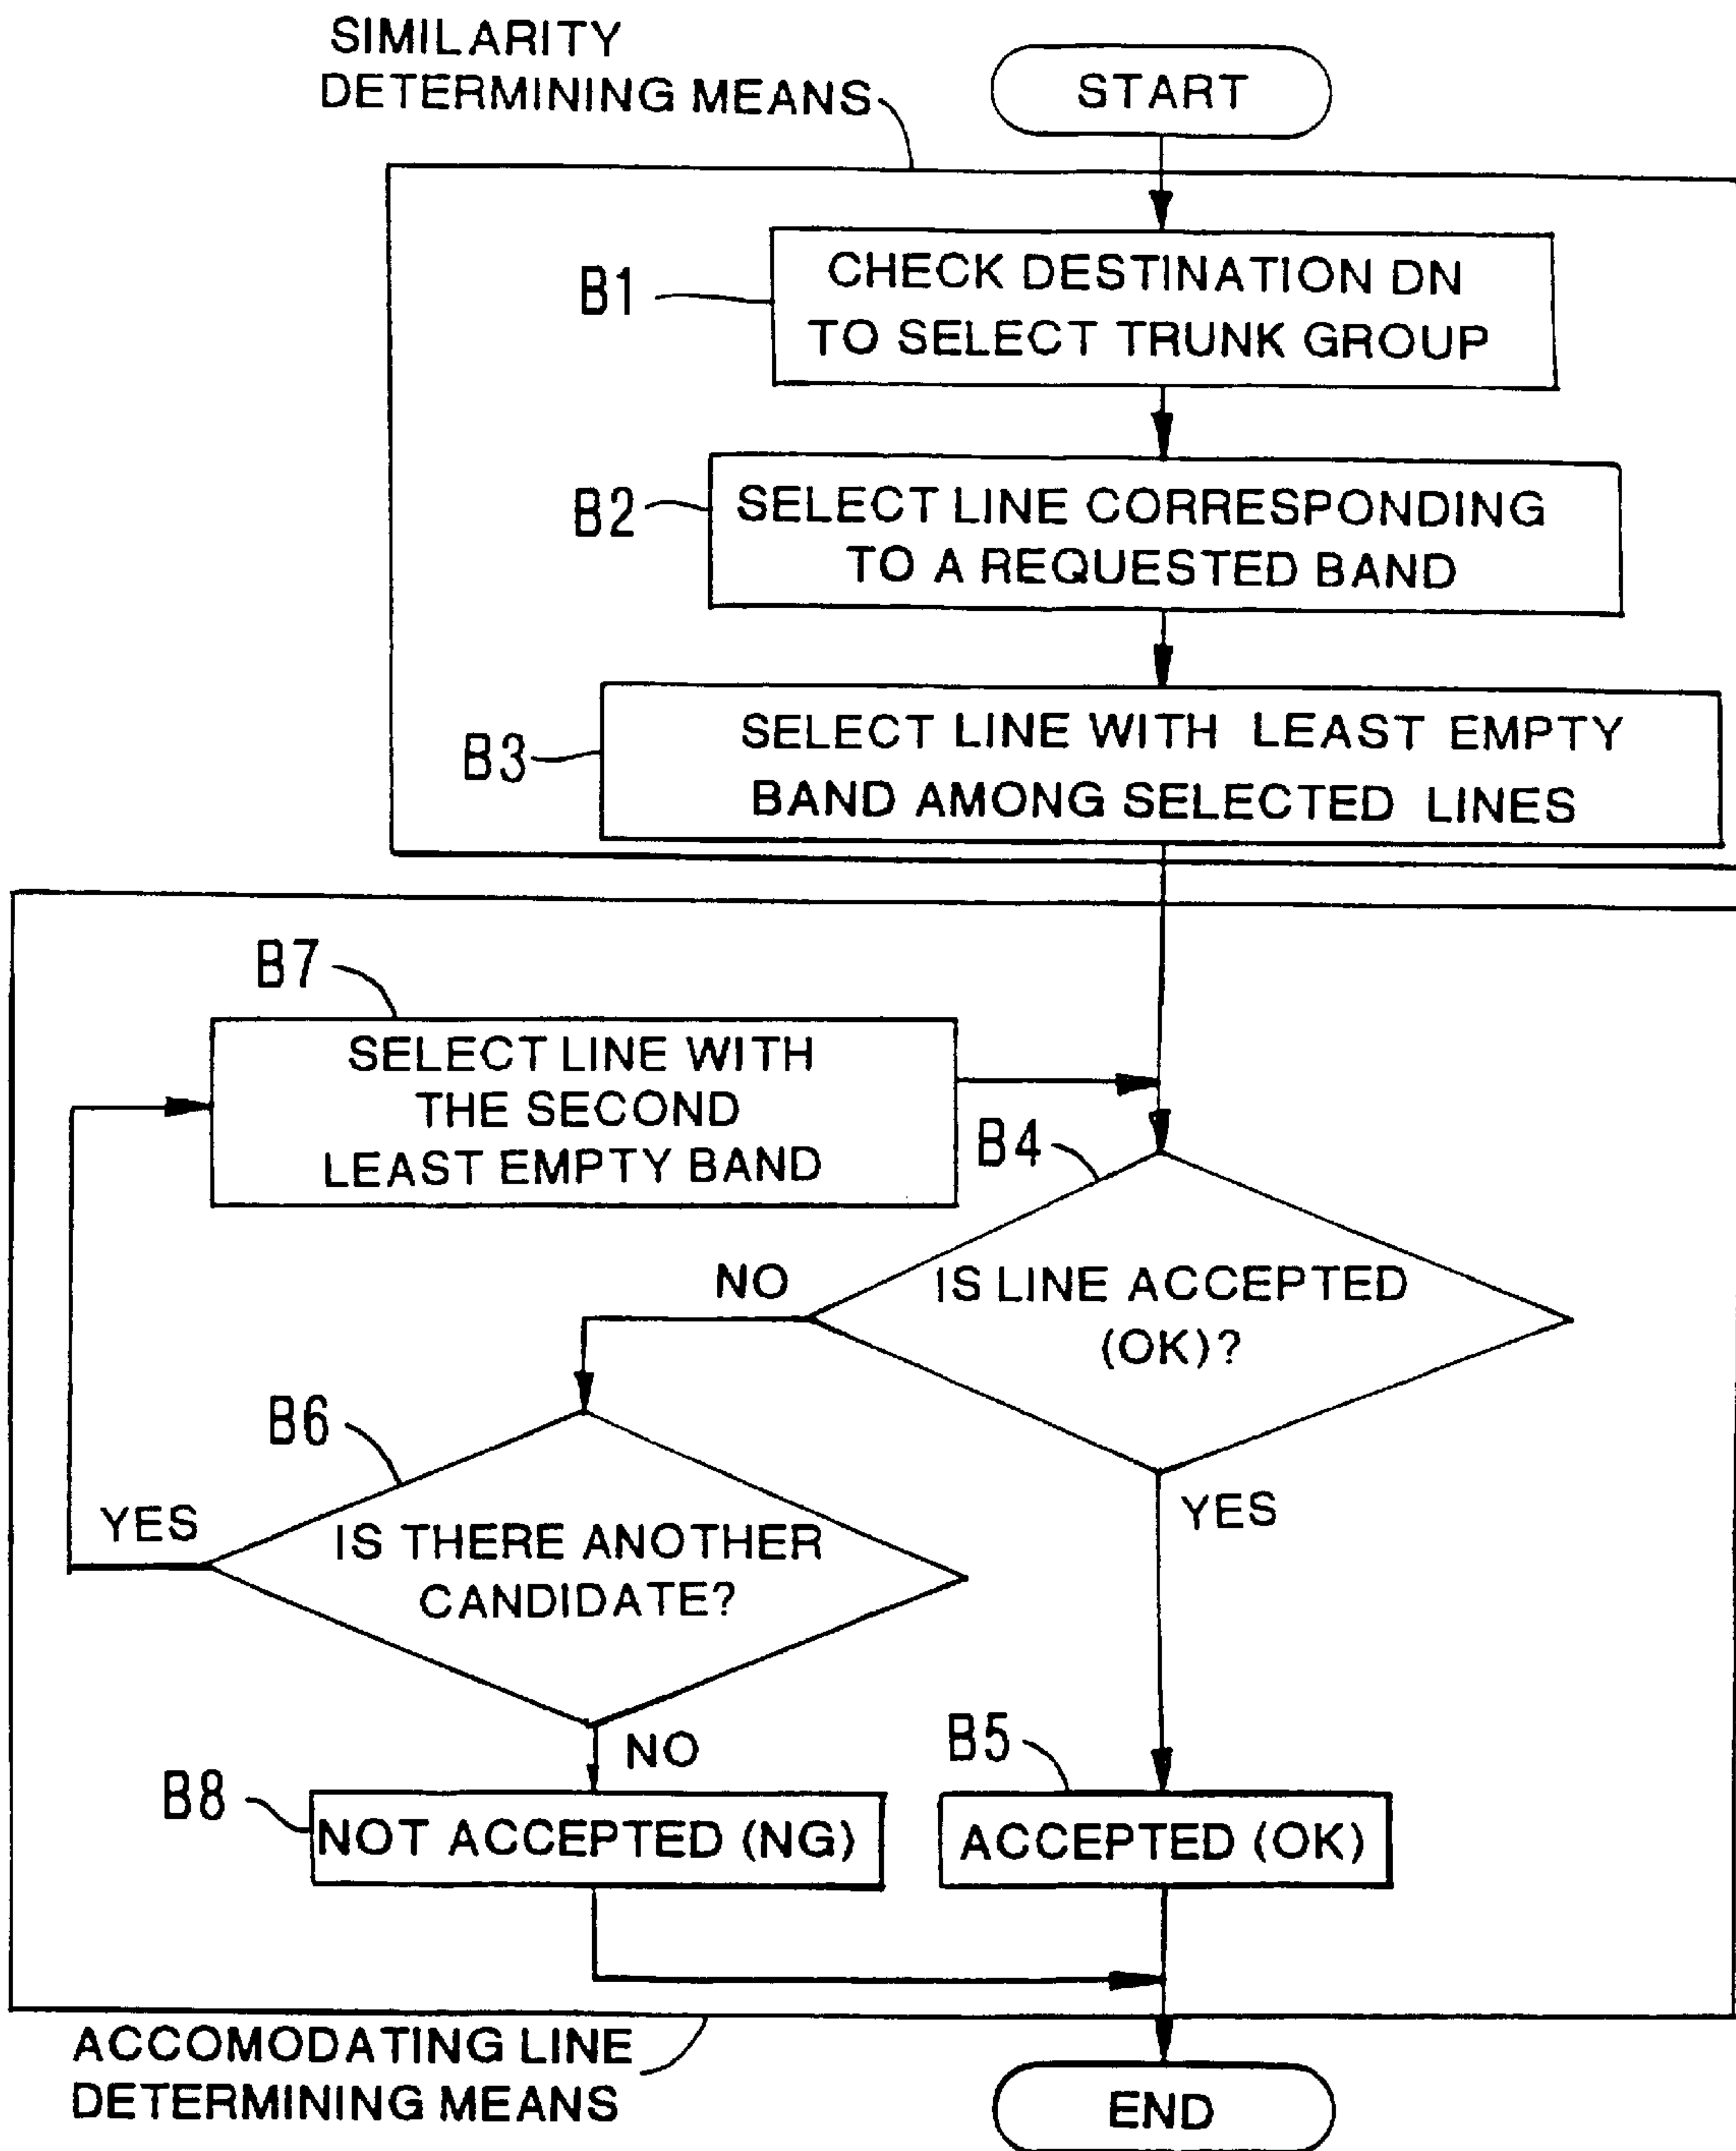 SIMILARITY
DETERMINING MEANS
START
B1
CHECK DESTINATION DN
TO SELECT TRUNK GROUP
B2
SELECT LINE CORRESPONDING
TO A REQUESTED BAND
B3
SELECT LINE WITH LEAST EMPTY
BAND AMONG SELECTED LINES
B7
SELECT LINE WITH
THE SECOND
LEAST EMPTY BAND
B4
NO
IS LINE ACCEPTED
(OK)?
B6
YES
IS THERE ANOTHER
CANDIDATE?
YES
NO
B5
B8
NOT ACCEPTED (NG)
ACCEPTED (OK)
ACCOMODATING LINE
DETERMINING MEANS
END